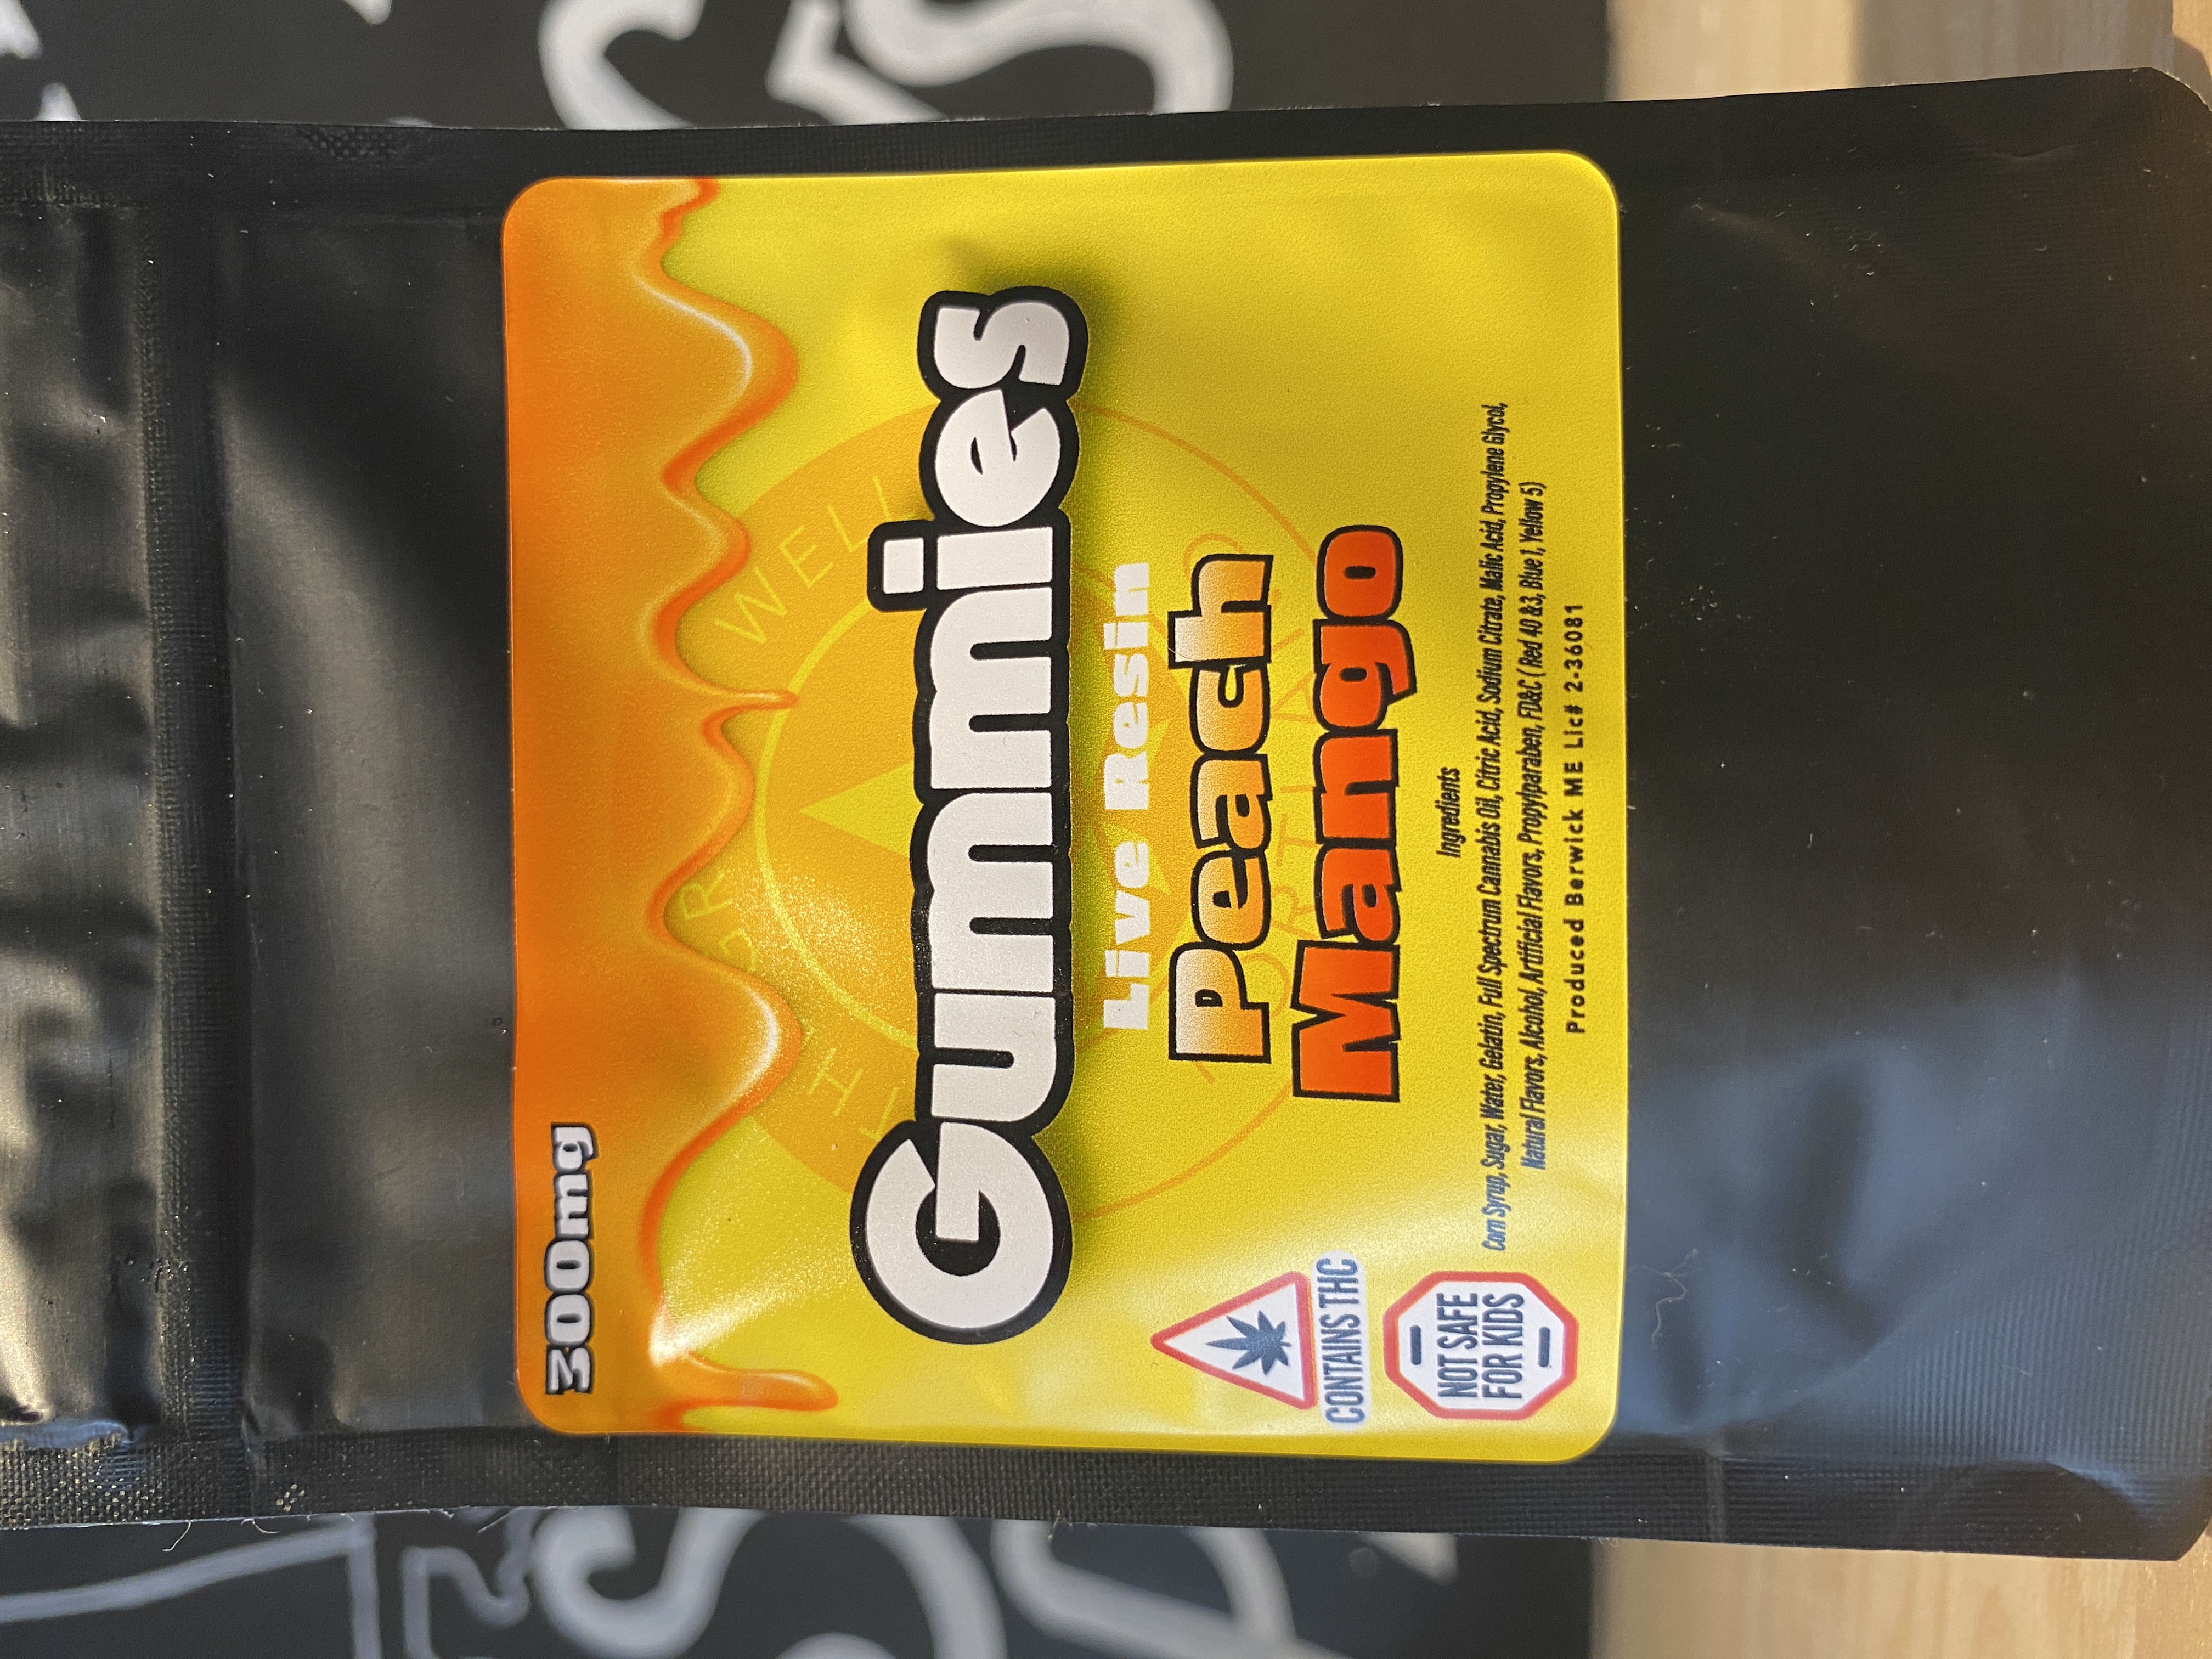 300mg
Gummies
Live Resin
Peach
Mango
CONTAINS THC
NOT SAFE
FOR KIDS
Ingredients
Corn Syrup, Sugar, Water, Gelatin, Full Spectrum Cannabis Oil, Citric Acid, Sodium Citrate, Malic Acid, Propylene Glycol,
Natural Flavors, Alcohol, Artificial Flavors, Propylparaben, FD&C ( Red 40 & 3, Blue 1, Yellow 5)
Produced Berwick ME Lic# 2-36081